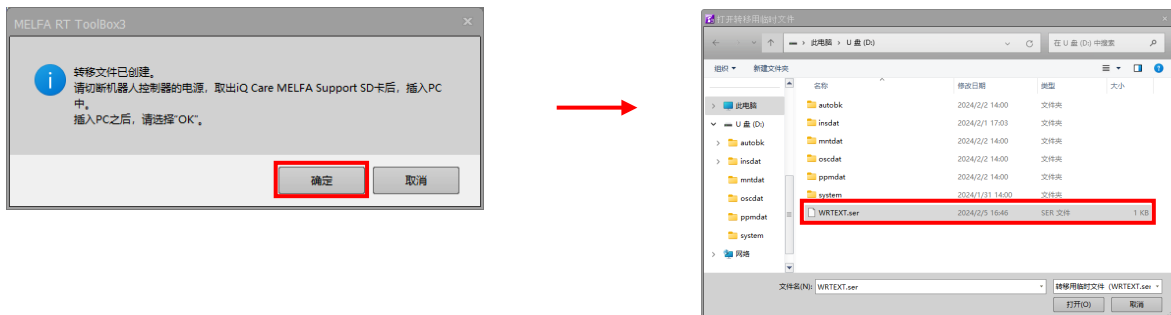 MELFA RT ToolBox3
转移文件已创建。
请切断机器人控制器的电源，取出iQ Care MELFA Support SD卡后，插入PC
中。
插入PC之后，请选择"OK"。
确定
取消
打开转移用临时文件
此电脑 › U 盘 (D:)
在 U 盘 (D:) 中搜索
组织
新建文件夹
名称
修改日期
类型
大小
此电脑
U 盘 (D:)
autobk
insdat
mntdat
oscdat
ppmdat
system
网络
autobk 2024/2/2 14:00 文件夹
insdat 2024/2/1 17:03 文件夹
mntdat 2024/2/2 14:00 文件夹
oscdat 2024/2/2 14:00 文件夹
ppmdat 2024/2/2 14:00 文件夹
system 2024/1/31 14:00 文件夹
WRTEXT.ser 2024/2/5 16:46 SER 文件 1 KB
文件名(N): WRTEXT.ser
转移用临时文件 (WRTEXT.ser
打开(O)
取消